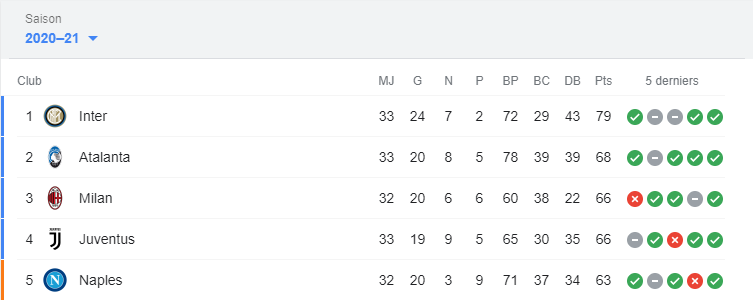 Saison
2020–21
Club MJ G N P BP BC DB Pts 5 derniers
1 Inter 33 24 7 2 72 29 43 79
2 Atalanta 33 20 8 5 78 39 39 68
3 Milan 32 20 6 6 60 38 22 66
4 Juventus 33 19 9 5 65 30 35 66
5 Naples 32 20 3 9 71 37 34 63